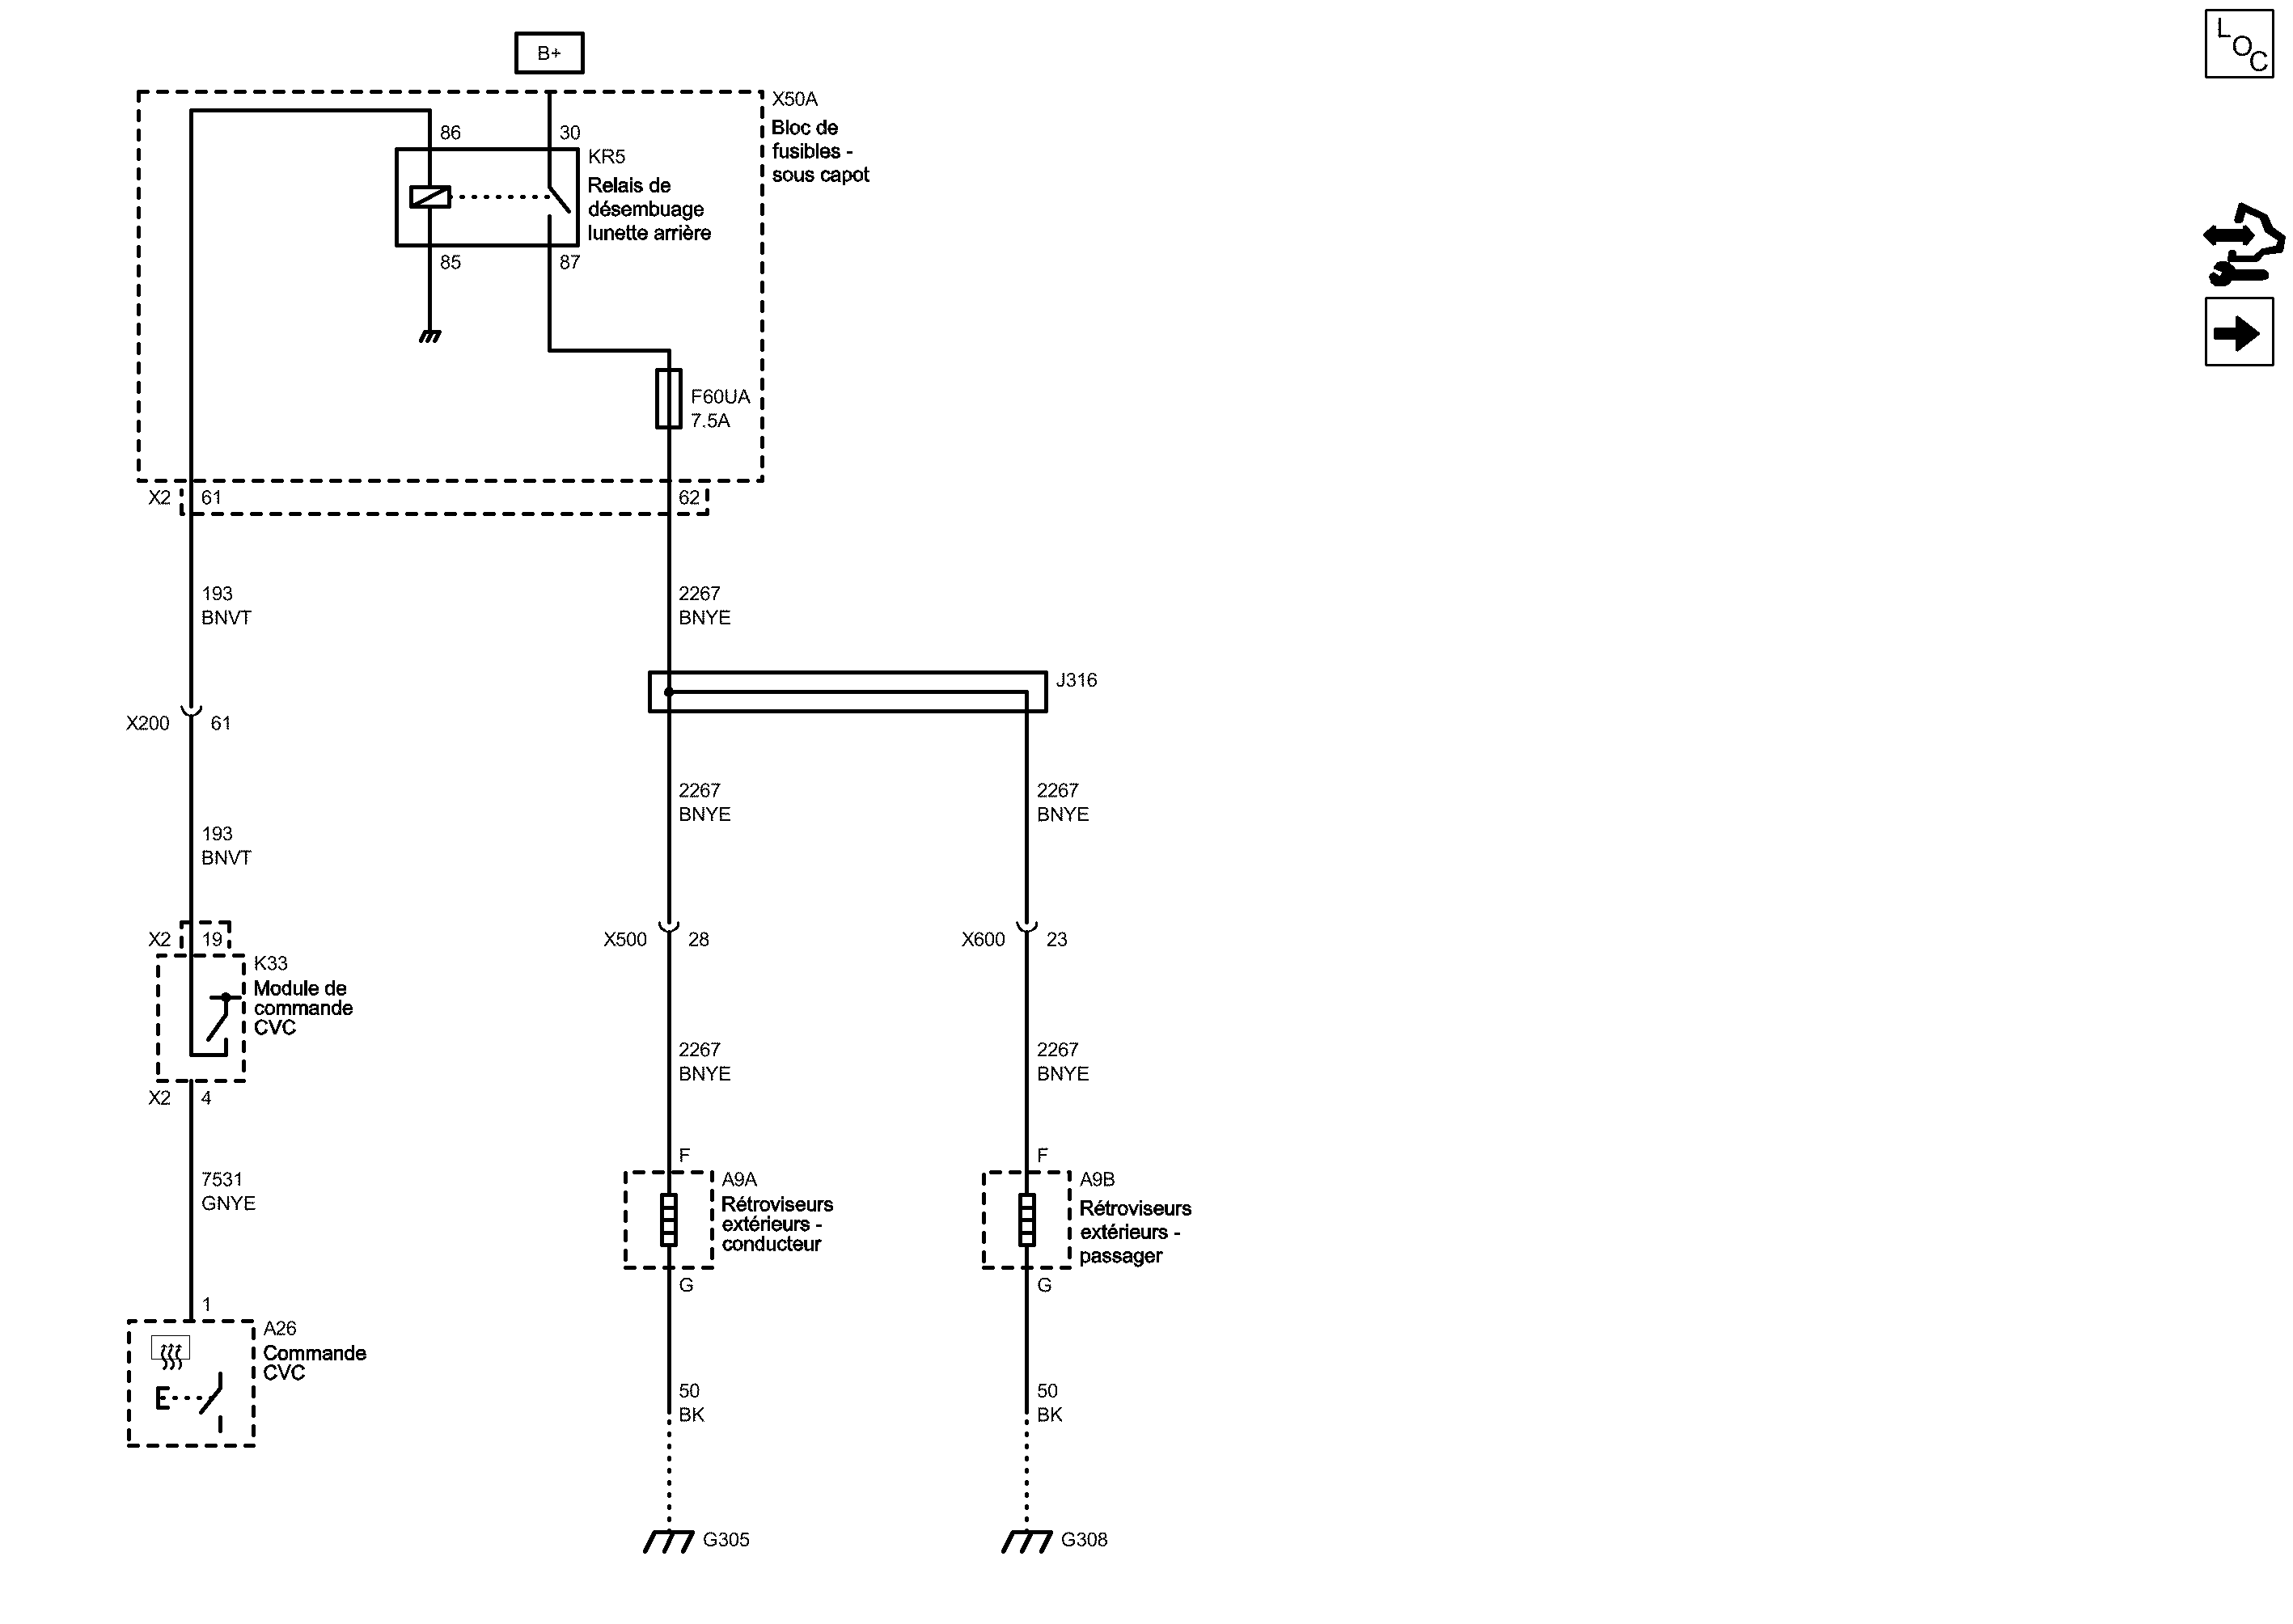 LOC
B+
X50A
Bloc de
fusibles -
sous capot
86
30
KR5
Relais de
désembuage
lunette arrière
85
87
F60UA
7.5A
X2
61
62
193
BNVT
2267
BNYE
J316
X200
61
2267
BNYE
2267
BNYE
193
BNVT
X2
19
X500
28
X600
23
K33
Module de
commande
CVC
2267
BNYE
2267
BNYE
X2
4
F
F
7531
GNYE
A9A
Rétroviseurs
extérieurs -
conducteur
A9B
Rétroviseurs
extérieurs -
passager
G
G
1
A26
Commande
CVC
50
BK
50
BK
G305
G308